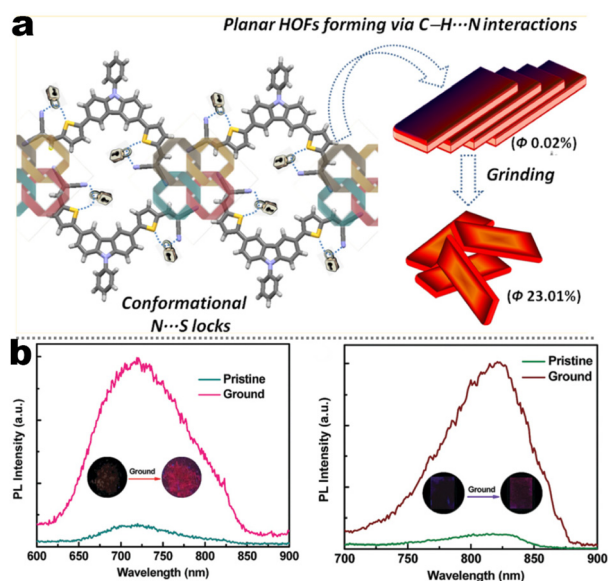 a
Planar HOFs forming via C–H···N interactions
(Φ 0.02%)
Grinding
(Φ 23.01%)
Conformational
N···S locks
b
PL Intensity (a.u.)
Pristine
Ground
Ground
600 650 700 750 800 850 900
Wavelength (nm)
PL Intensity (a.u.)
Pristine
Ground
Ground
700 750 800 850 900
Wavelength (nm)